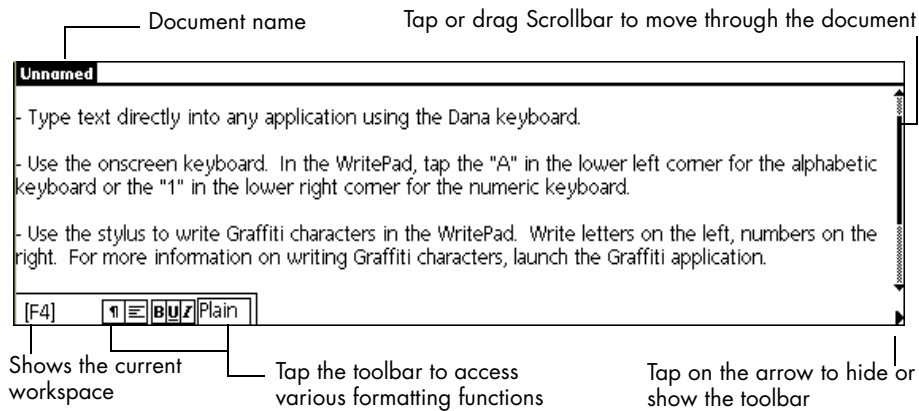 Document name
Tap or drag Scrollbar to move through the document
Unnamed
- Type text directly into any application using the Dana keyboard.
- Use the onscreen keyboard. In the WritePad, tap the "A" in the lower left corner for the alphabetic
keyboard or the "1" in the lower right corner for the numeric keyboard.
- Use the stylus to write Graffiti characters in the WritePad. Write letters on the left, numbers on the
right. For more information on writing Graffiti characters, launch the Graffiti application.
[F4] ¶ B U I Plain
Shows the current
workspace
Tap the toolbar to access
various formatting functions
Tap on the arrow to hide or
show the toolbar